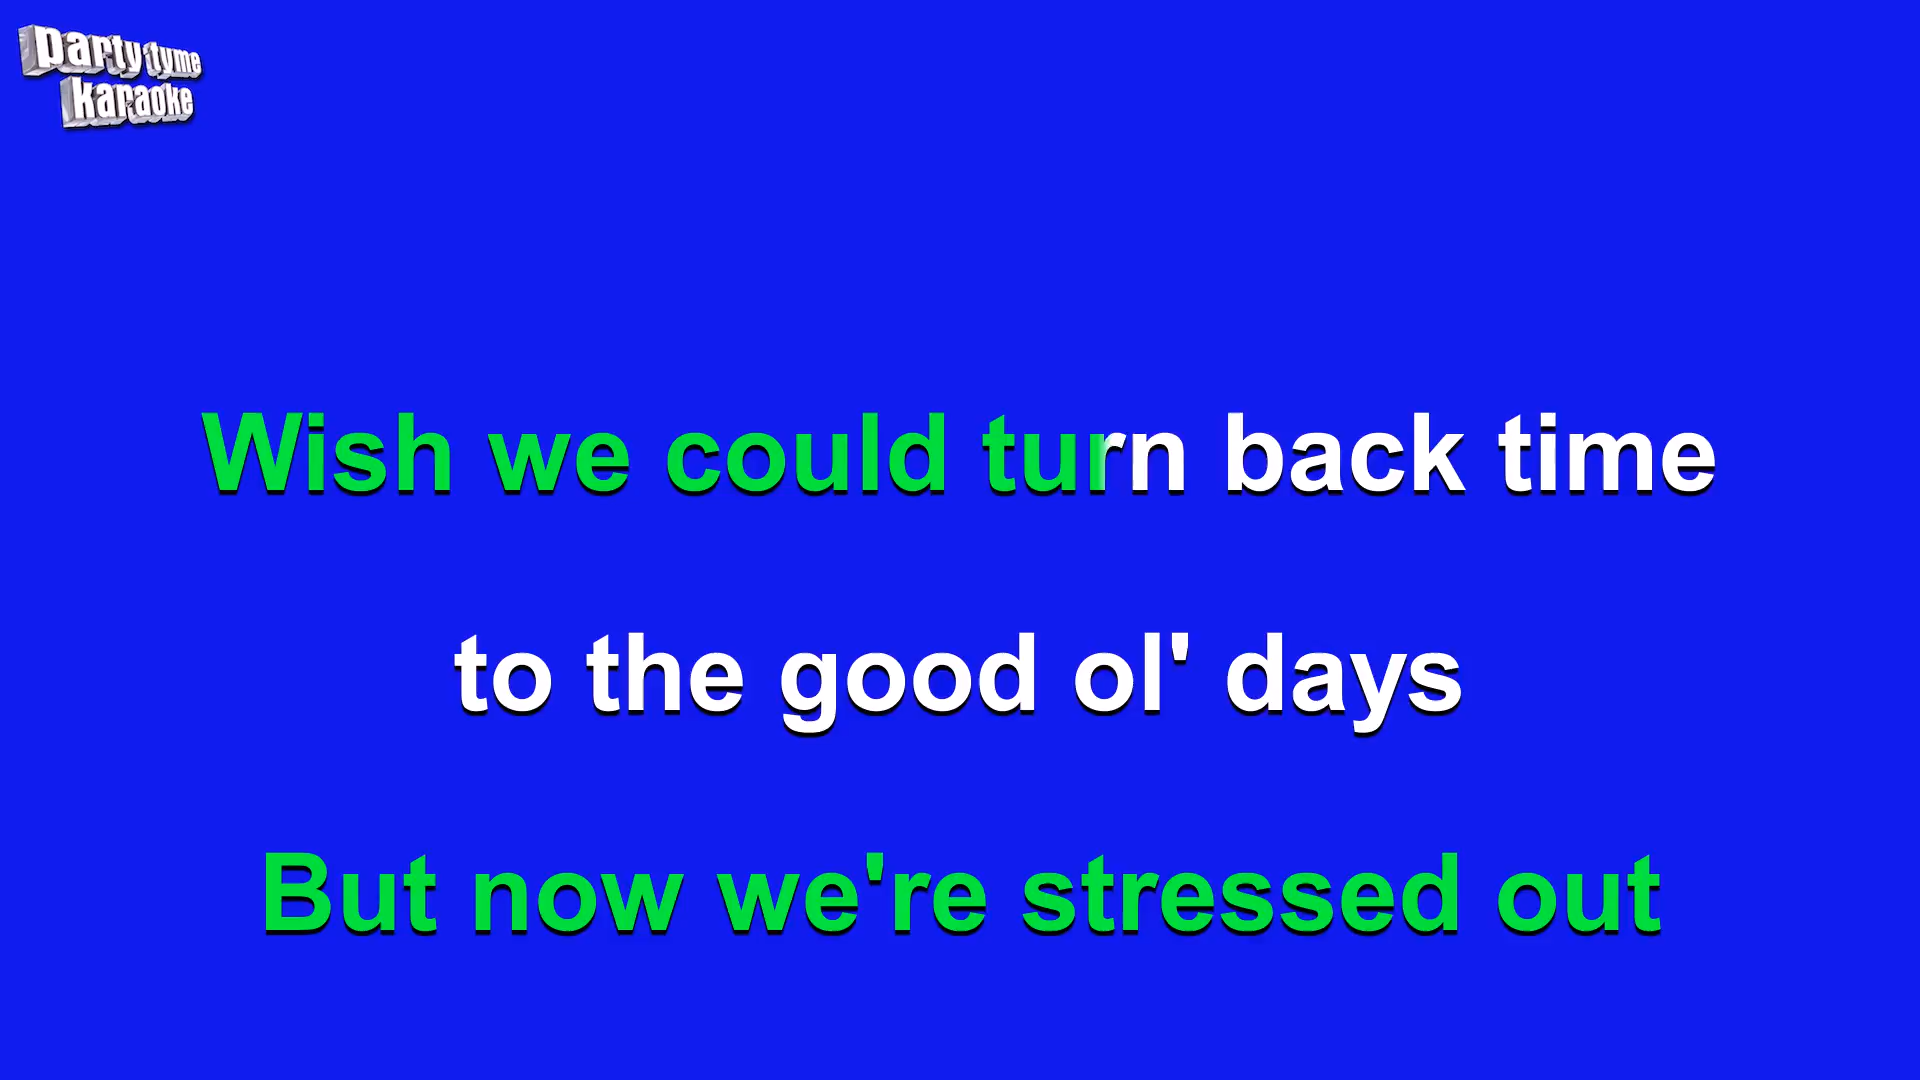 party tyme
karaoke
Wish we could turn back time
to the good ol' days
But now we're stressed out